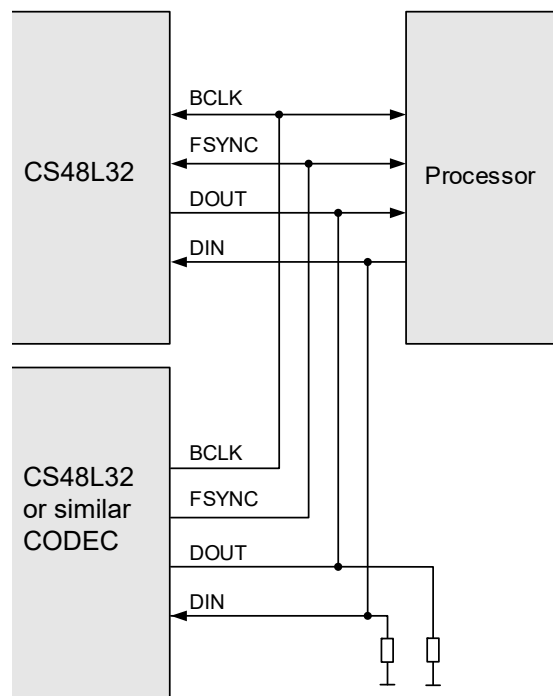 BCLK
FSYNC
CS48L32
Processor
DOUT
DIN
BCLK
CS48L32
or similar
CODEC
FSYNC
DOUT
DIN